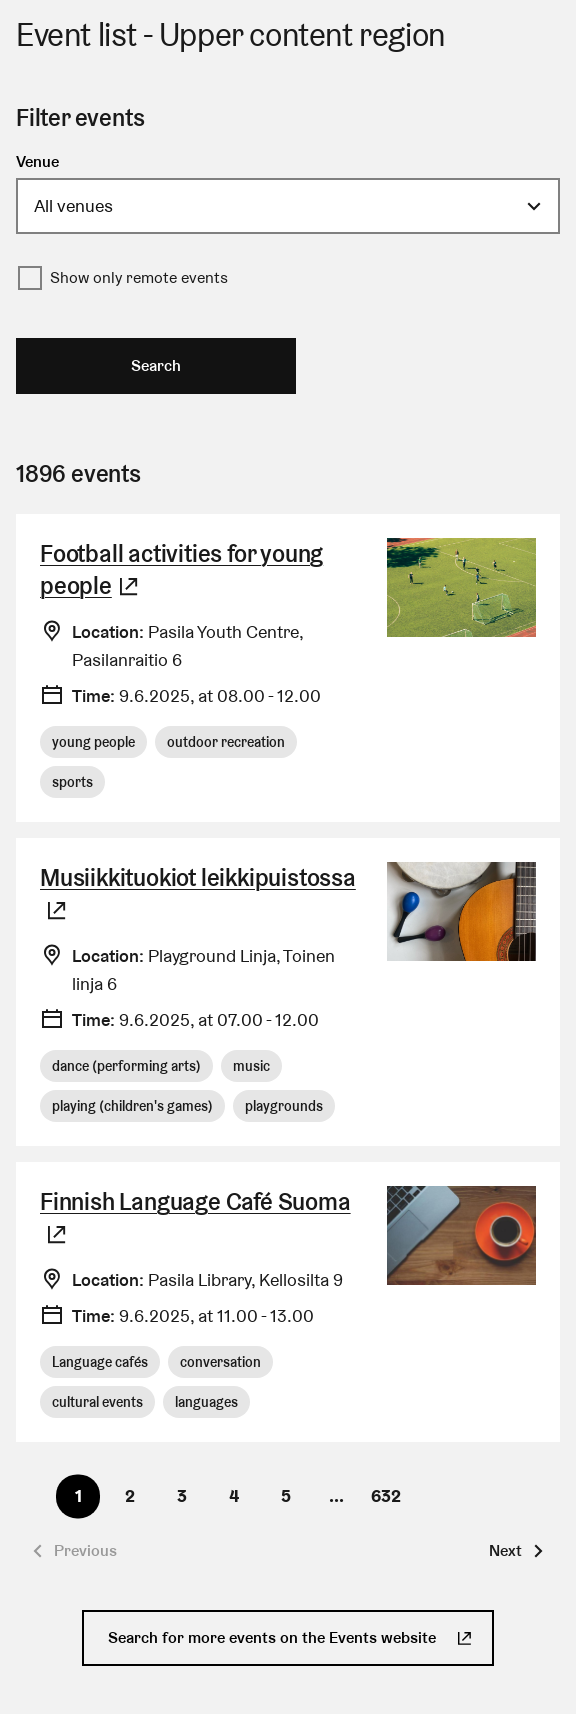 Event list - Upper content region
Filter events
Venue
All venues
Show only remote events
Search
1896 events
Football activities for young
people
Location: Pasila Youth Centre,
Pasilanraitio 6
Time: 9.6.2025, at 08.00 - 12.00
young people outdoor recreation
sports
Musiikkituokiot leikkipuistossa
Location: Playground Linja, Toinen
linja 6
Time: 9.6.2025, at 07.00 - 12.00
dance (performing arts) music
playing (children's games) playgrounds
Finnish Language Café Suoma
Location: Pasila Library, Kellosilta 9
Time: 9.6.2025, at 11.00 - 13.00
Language cafés conversation
cultural events languages
1 2 3 4 5 ... 632
Previous Next
Search for more events on the Events website